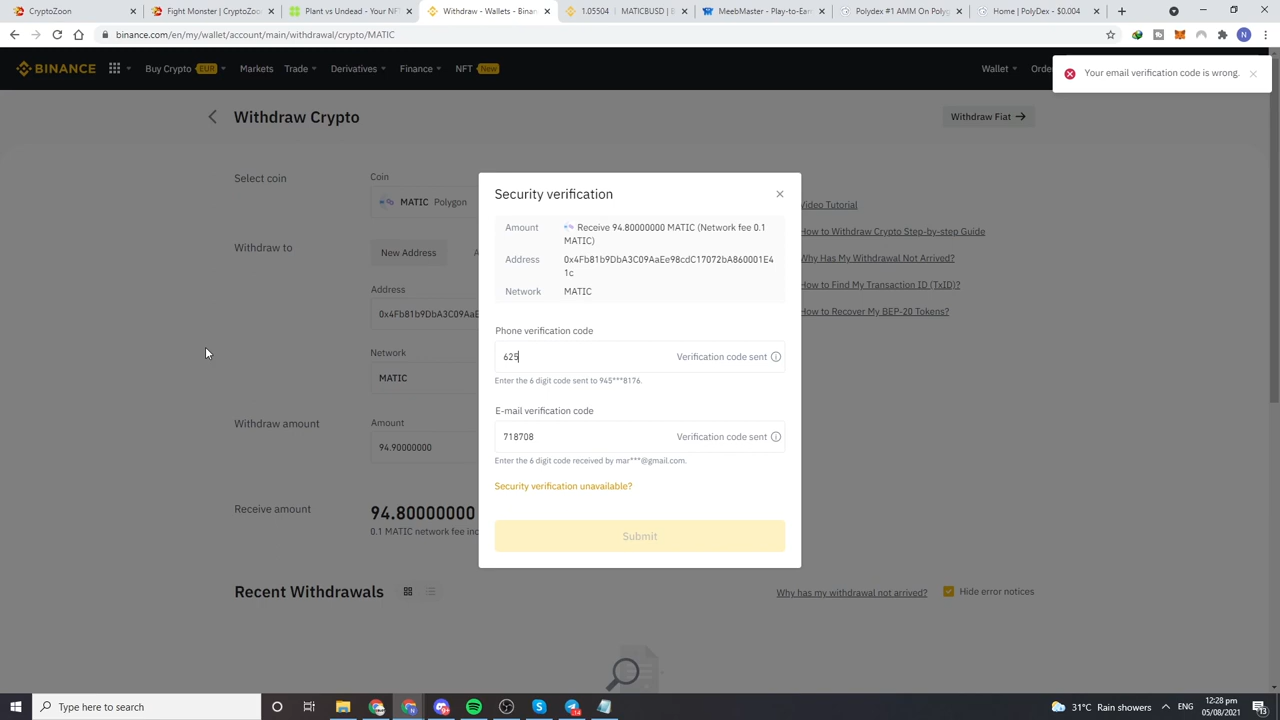 CryptoZoon
Fight Monster | CryptoZoo:
Plant vs Undead - Your NF
Withdraw - Wallets - Binanc
1.05504 | MATICBUSD | B
MeebMaster - Play-to-Earn
Polydex #1 AMM On Polyg
Home | PolyDex - $0.004
binance.com/en/my/wallet/account/main/withdrawal/crypto/MATIC
N
BINANCE
Buy Crypto EUR
Markets
Trade
Derivatives
Finance
NFT New
Wallet
Orde
Your email verification code is wrong.
Withdraw Crypto
Withdraw Fiat
Select coin
Coin
MATIC Polygon
Withdraw to
New Address
A
Address
0x4Fb81b9DbA3C09AaE
Network
MATIC
Withdraw amount
Amount
94.90000000
Receive amount
94.80000000
0.1 MATIC network fee inc
Security verification
Amount
Receive 94.80000000 MATIC (Network fee 0.1
MATIC)
Address
0x4Fb81b9DbA3C09AaEe98cdC17072bA860001E4
1c
Network
MATIC
Phone verification code
625
Verification code sent
Enter the 6 digit code sent to 945***8176.
E-mail verification code
718708
Verification code sent
Enter the 6 digit code received by mar***@gmail.com.
Security verification unavailable?
Submit
Video Tutorial
How to Withdraw Crypto Step-by-step Guide
Why Has My Withdrawal Not Arrived?
How to Find My Transaction ID (TxID)?
How to Recover My BEP-20 Tokens?
Recent Withdrawals
Why has my withdrawal not arrived?
Hide error notices
Type here to search
31°C Rain showers
ENG
12:28 pm
05/08/2021